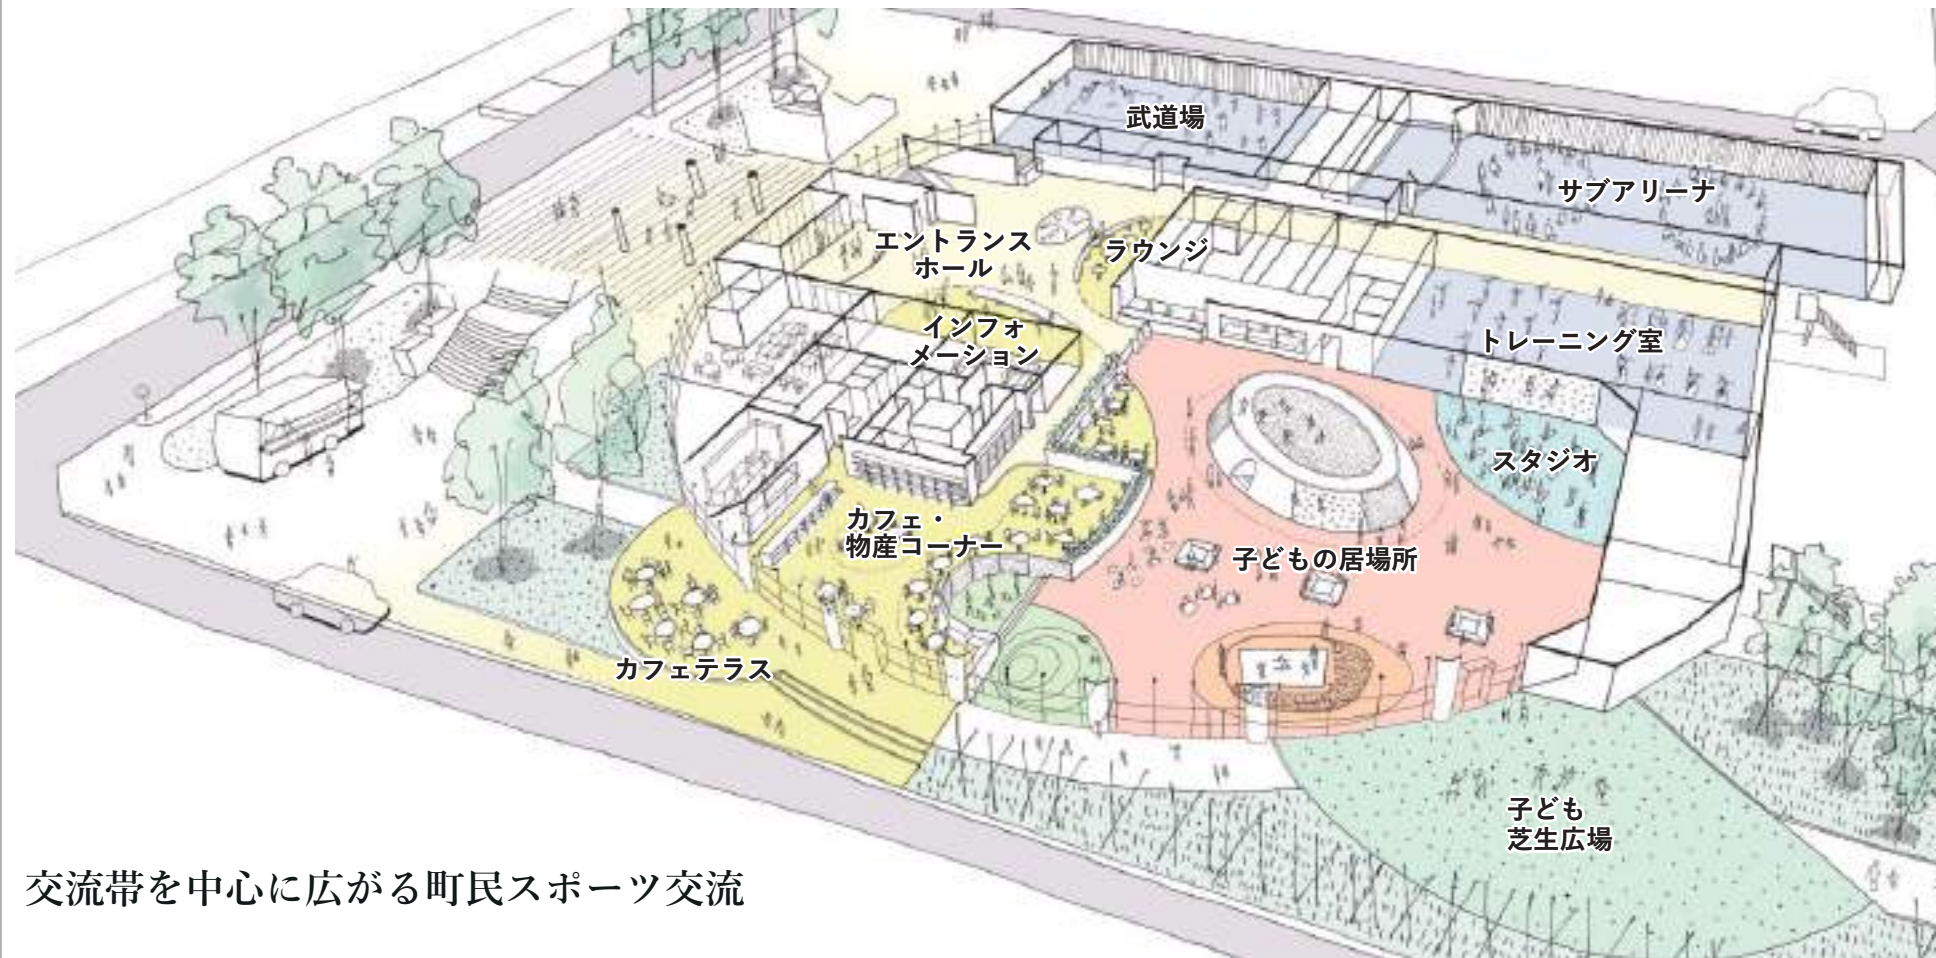 武道場
サブアリーナ
エントランス
ホール
ラウンジ
インフォ
メーション
トレーニング室
スタジオ
カフェ・
物産コーナー
子どもの居場所
カフェテラス
子ども
芝生広場
交流帯を中心に広がる町民スポーツ交流